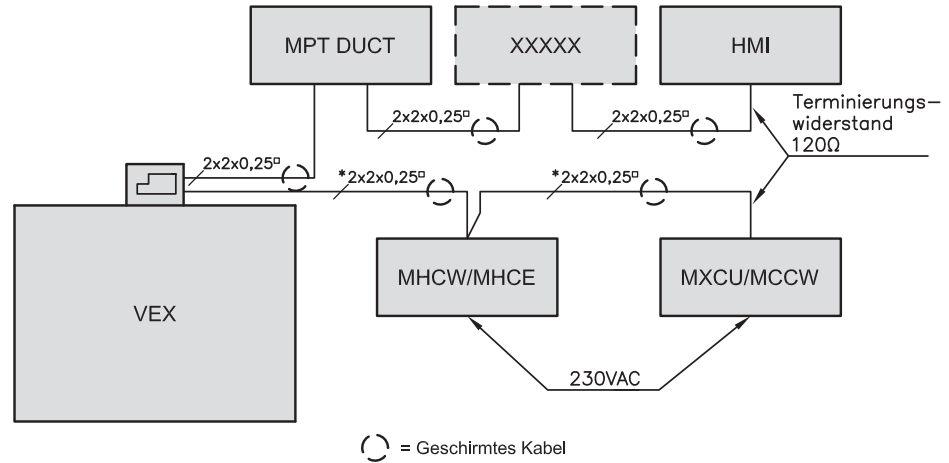 MPT DUCT
XXXXX
HMI
Terminierungs-
widerstand
120Ω
2x2x0,25▫
2x2x0,25▫
2x2x0,25▫
*2x2x0,25▫
*2x2x0,25▫
VEX
MHCW/MHCE
MXCU/MCCW
230VAC
= Geschirmtes Kabel